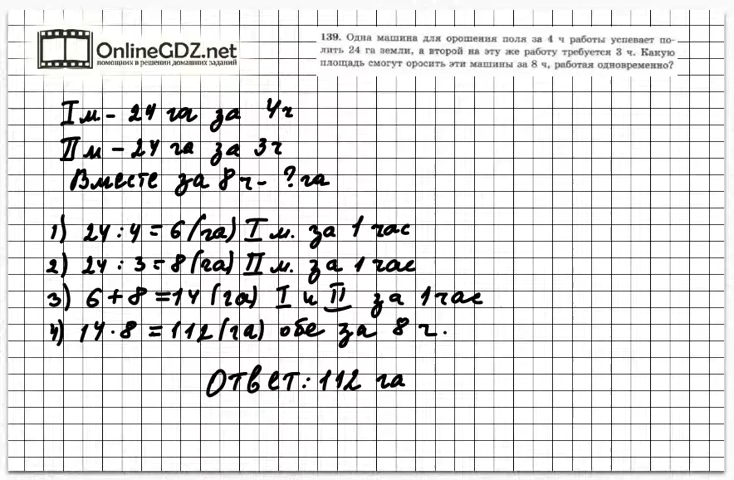 OnlineGDZ.net
помощник в решении домашних заданий
139. Одна машина для орошения поля за 4 ч работы успевает по-
лить 24 га земли, а второй на эту же работу требуется 3 ч. Какую
площадь смогут оросить эти машины за 8 ч, работая одновременно?
I м - 24 га за 4ч
II м - 24 га за 3ч
Вместе за 8ч - ? га
1) 24 : 4 = 6 (га) I м. за 1 час
2) 24 : 3 = 8 (га) II м. за 1 час
3) 6 + 8 = 14 (га) I и II за 1 час
4) 14 · 8 = 112 (га) обе за 8 ч.
Ответ: 112 га